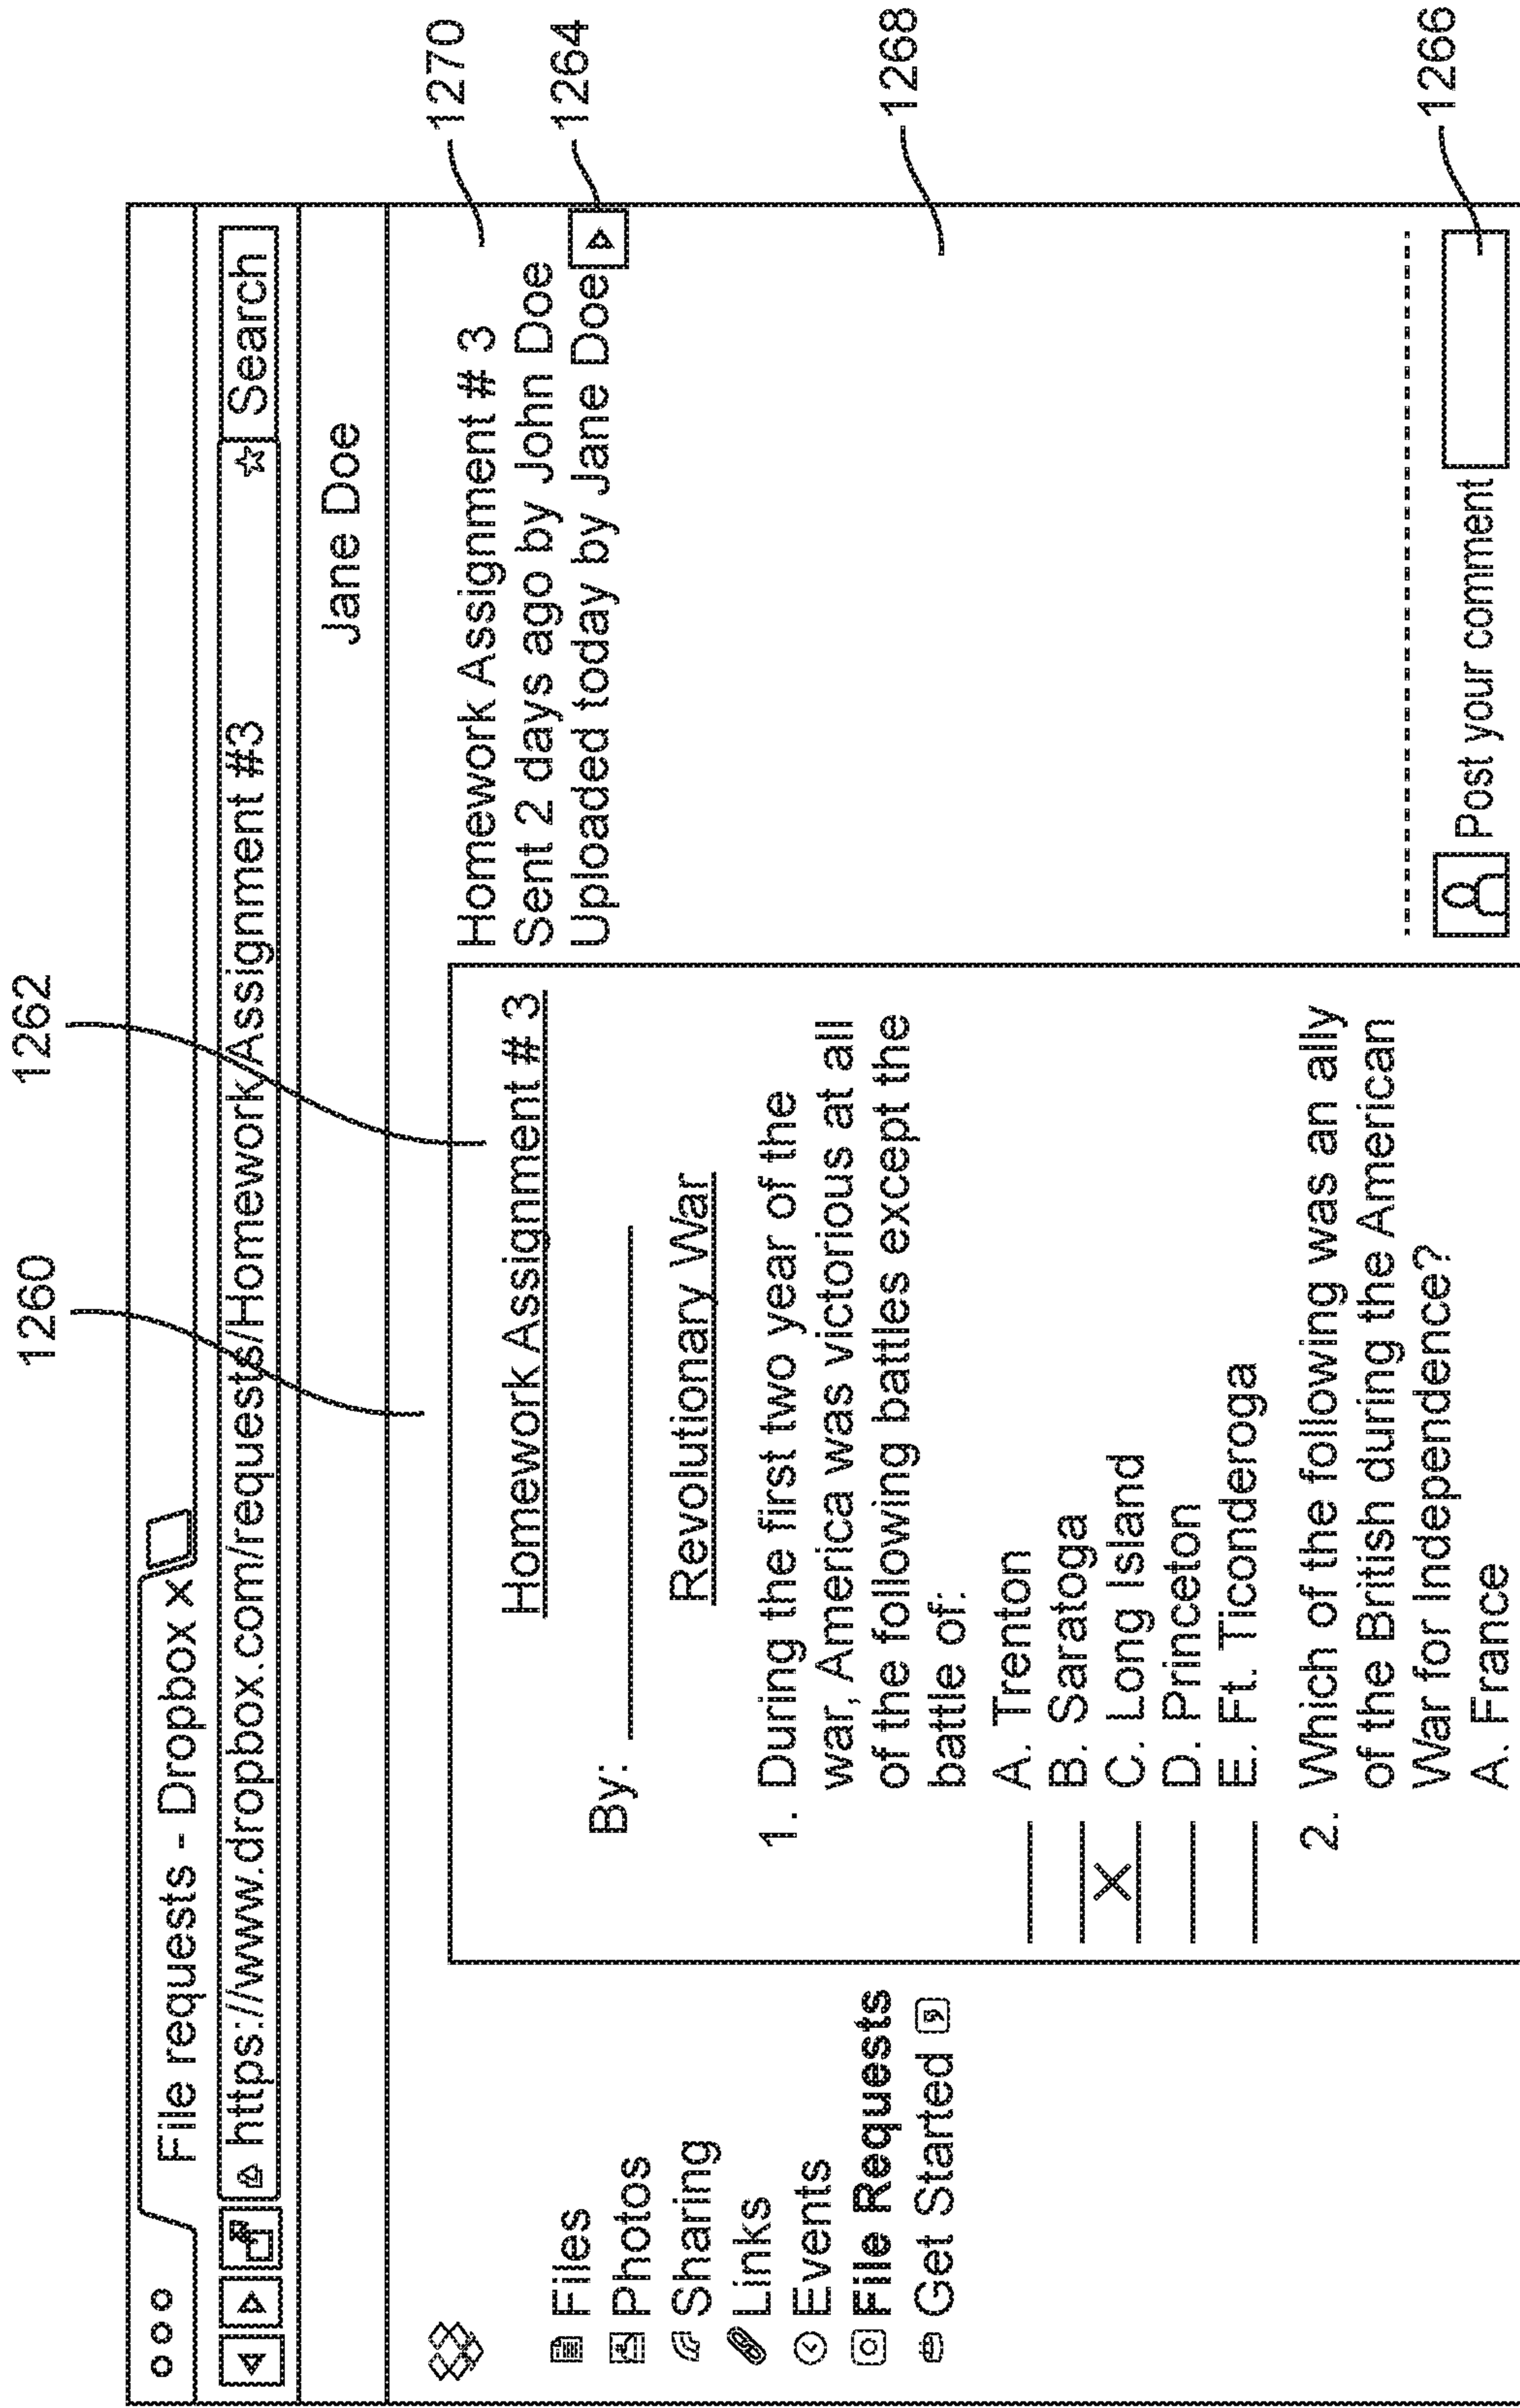 1260
1262
File requests - Dropbox x
https://www.dropbox.com/requests/Homework/Assignment #3
Search
Jane Doe
Files
Photos
Sharing
Links
Events
File Requests
Get Started
Homework Assignment # 3
By:
Revolutionary War
1. During the first two year of the
war, America was victorious at all
of the following battles except the
battle of:
A. Trenton
B. Saratoga
X C. Long Island
D. Princeton
E. Ft. Ticonderoga
2. Which of the following was an ally
of the British during the American
War for Independence?
A. France
Homework Assignment # 3
Sent 2 days ago by John Doe
Uploaded today by Jane Doe
Post your comment
1270
1264
1268
1266